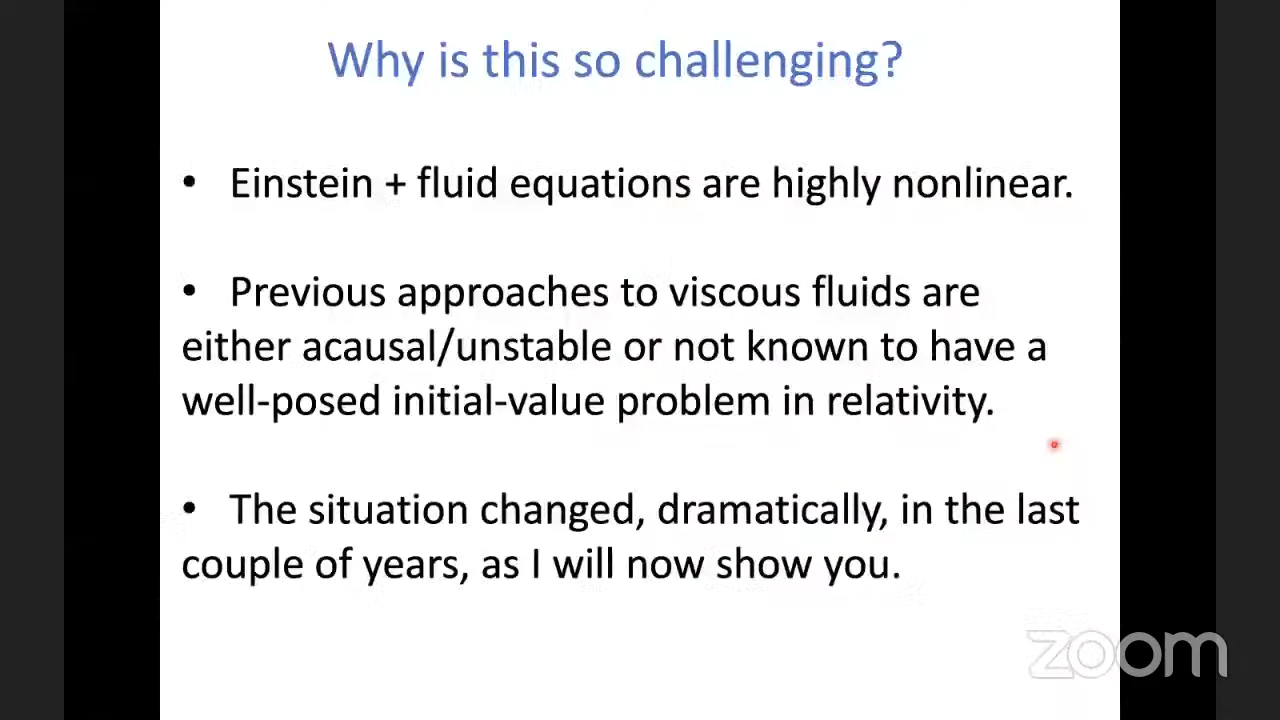 Why is this so challenging?
• Einstein + fluid equations are highly nonlinear.
• Previous approaches to viscous fluids are
either acausal/unstable or not known to have a
well-posed initial-value problem in relativity.
• The situation changed, dramatically, in the last
couple of years, as I will now show you.
zoom